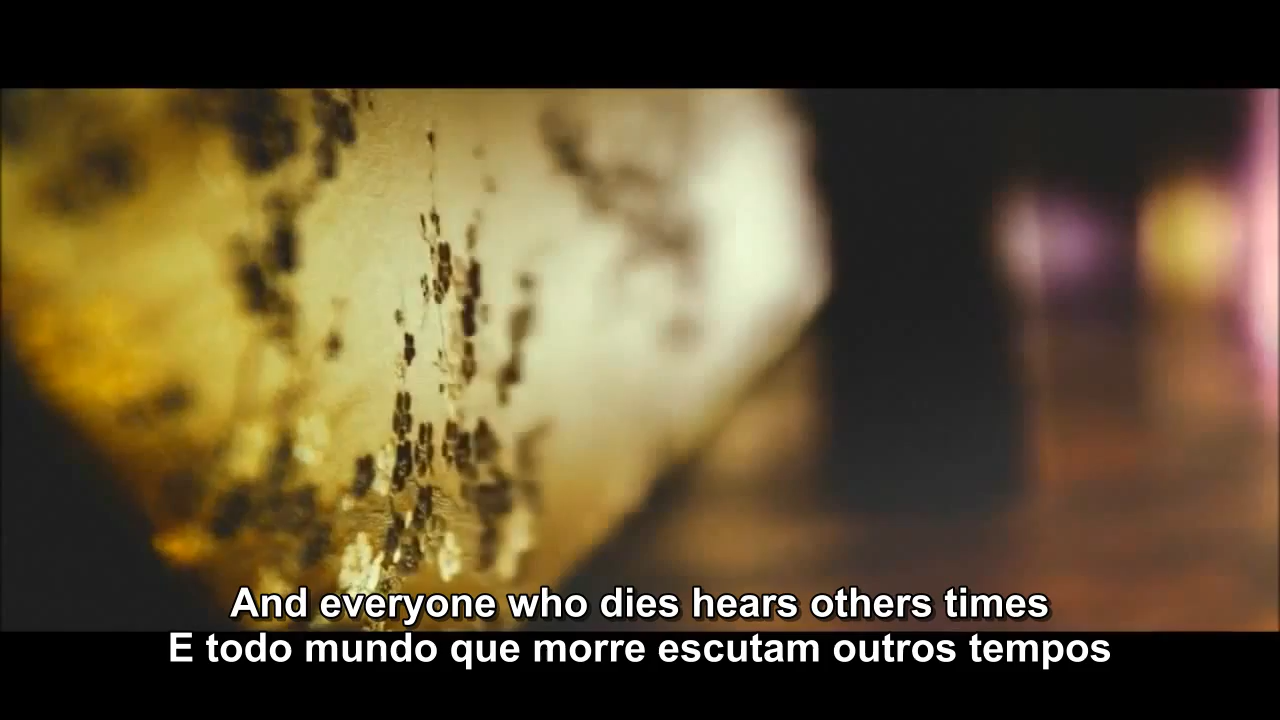 And everyone who dies hears others times
E todo mundo que morre escutam outros tempos